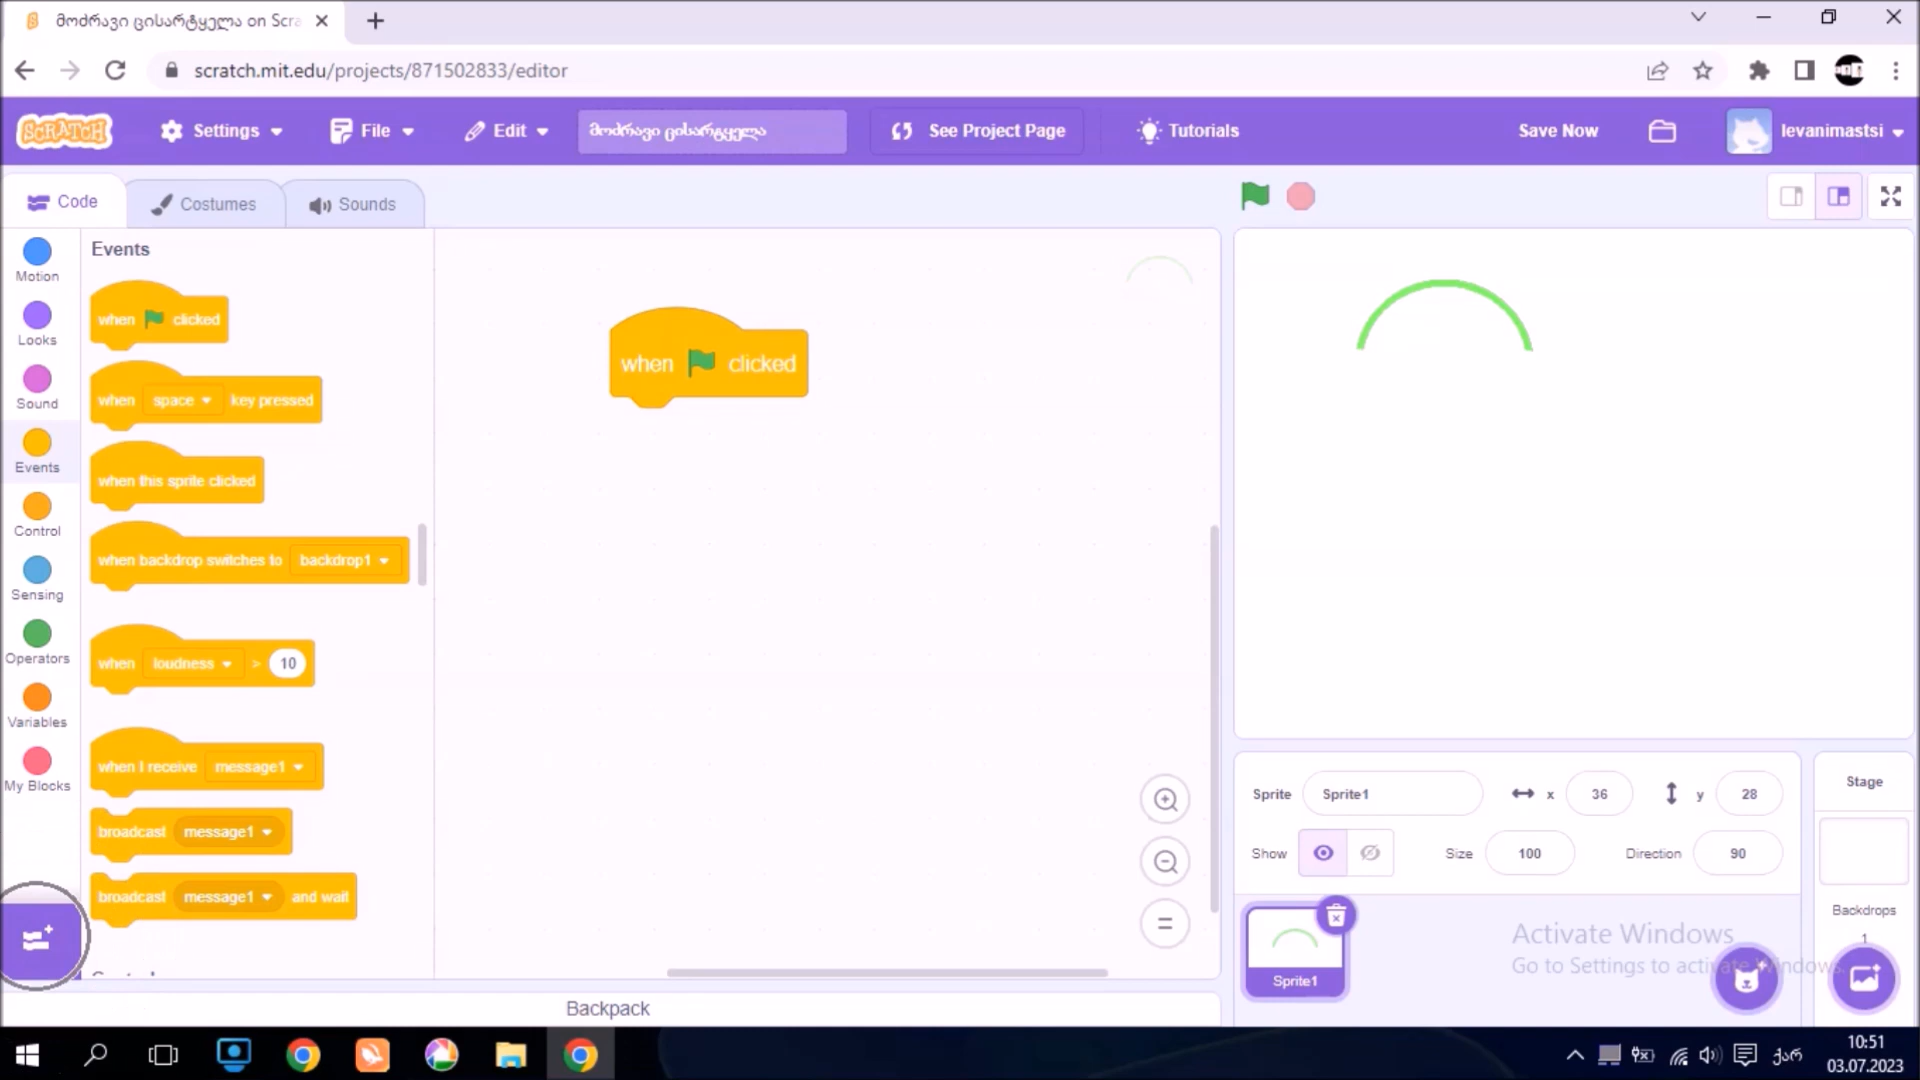 მოძრავი ცისარტყელა on Scra
scratch.mit.edu/projects/871502833/editor
SCRATCH
Settings
File
Edit
მოძრავი ცისარტყელა
See Project Page
Tutorials
Save Now
levanimastsi
Code
Costumes
Sounds
Motion
Looks
Sound
Events
Control
Sensing
Operators
Variables
My Blocks
Events
when clicked
when space key pressed
when this sprite clicked
when backdrop switches to backdrop1
when loudness > 10
when I receive message1
broadcast message1
broadcast message1 and wait
when clicked
Backpack
Sprite Sprite1 x 36 y 28
Show Size 100 Direction 90
Sprite1
Stage
Backdrops
1
Activate Windows
Go to Settings to activate Windows.
ქარ
10:51
03.07.2023